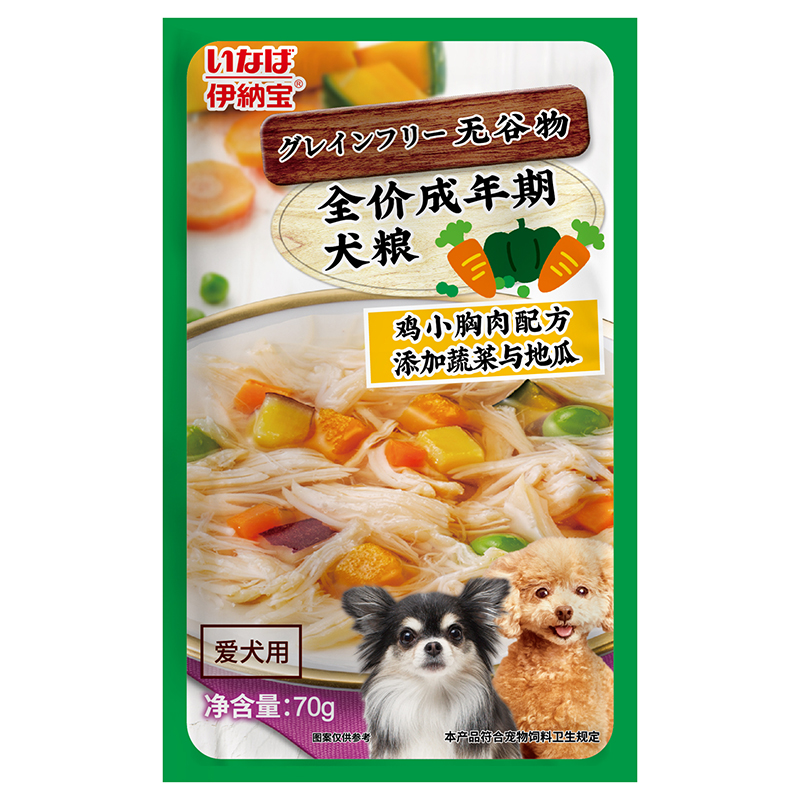 いなば
伊納宝®
グレインフリー 无谷物
全价成年期
犬粮
鸡小胸肉配方
添加蔬菜与地瓜
爱犬用
净含量:70g
图案仅供参考
本产品符合宠物饲料卫生规定